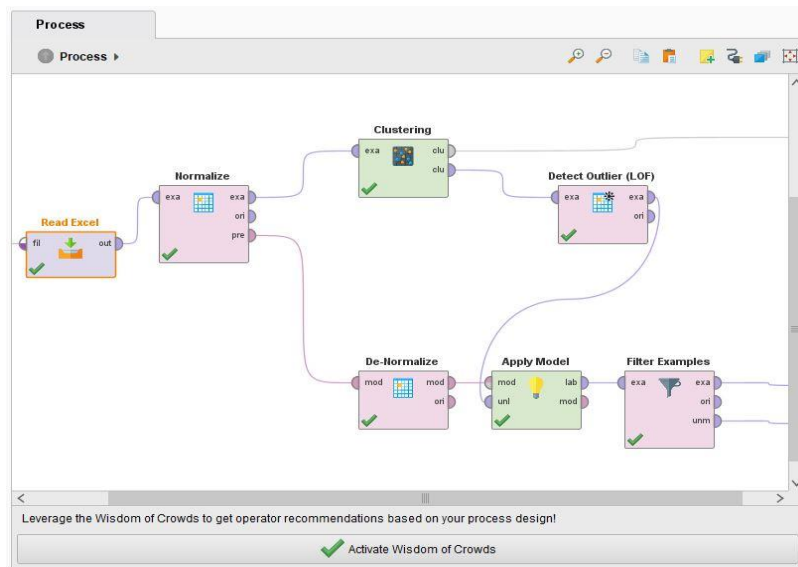 Process
Process
Clustering
exa clu
clu
Normalize
exa exa
ori
pre
Detect Outlier (LOF)
exa exa
ori
Read Excel
fil out
De-Normalize
mod mod
ori
Apply Model
mod lab
unl mod
Filter Examples
exa exa
ori
unm
Leverage the Wisdom of Crowds to get operator recommendations based on your process design!
Activate Wisdom of Crowds